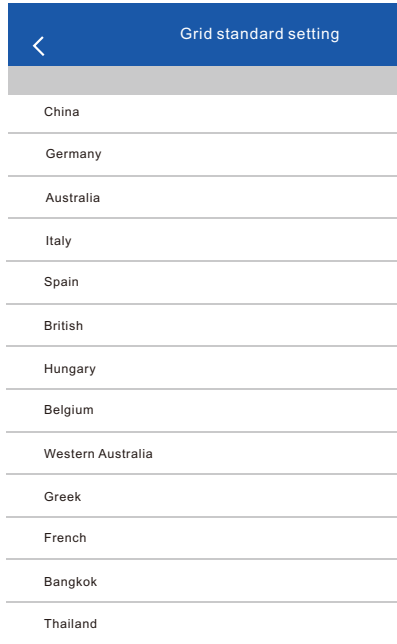 Grid standard setting
China
Germany
Australia
Italy
Spain
British
Hungary
Belgium
Western Australia
Greek
French
Bangkok
Thailand